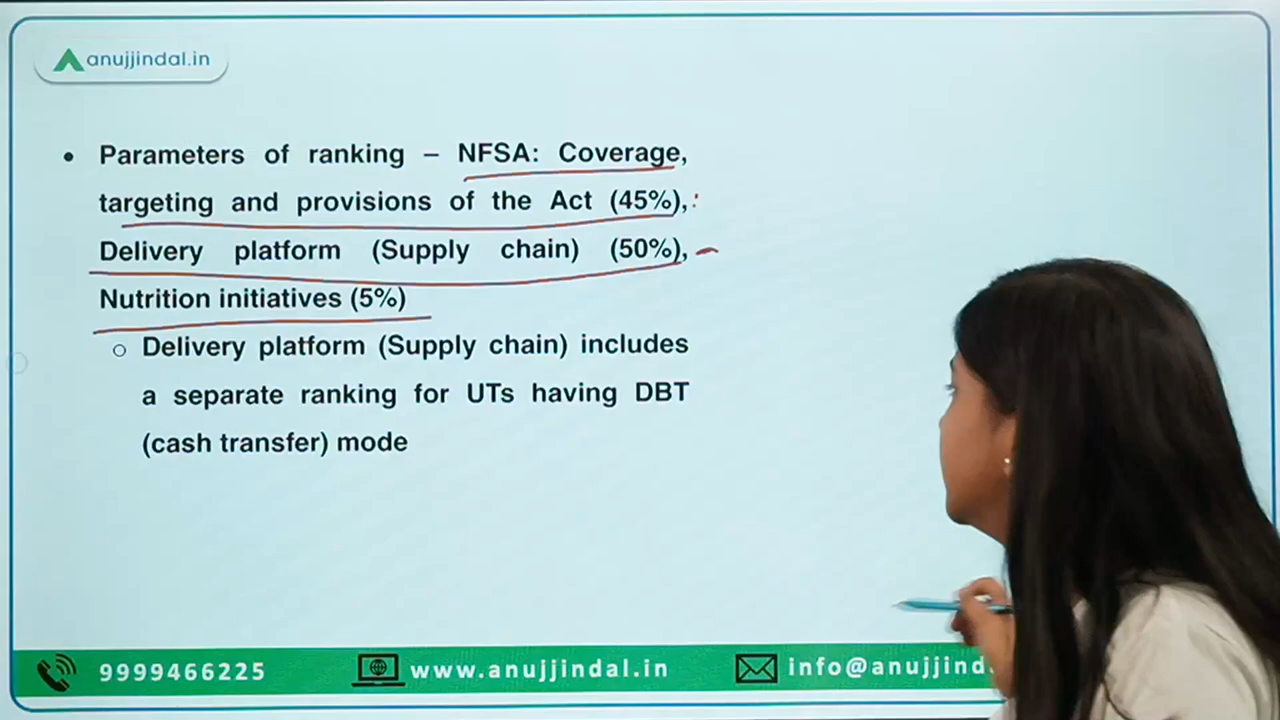 anujjindal.in
• Parameters of ranking – NFSA: Coverage,
targeting and provisions of the Act (45%),
Delivery platform (Supply chain) (50%),
Nutrition initiatives (5%)
○ Delivery platform (Supply chain) includes
a separate ranking for UTs having DBT
(cash transfer) mode
9999466225
www.anujjindal.in
info@anujjind